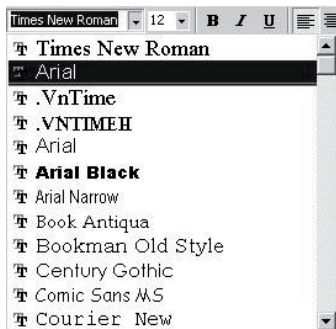 Times New Roman 12 B I U
Times New Roman
Arial
.VnTime
.VNTIMEH
Arial
Arial Black
Arial Narrow
Book Antiqua
Bookman Old Style
Century Gothic
Comic Sans MS
Courier New